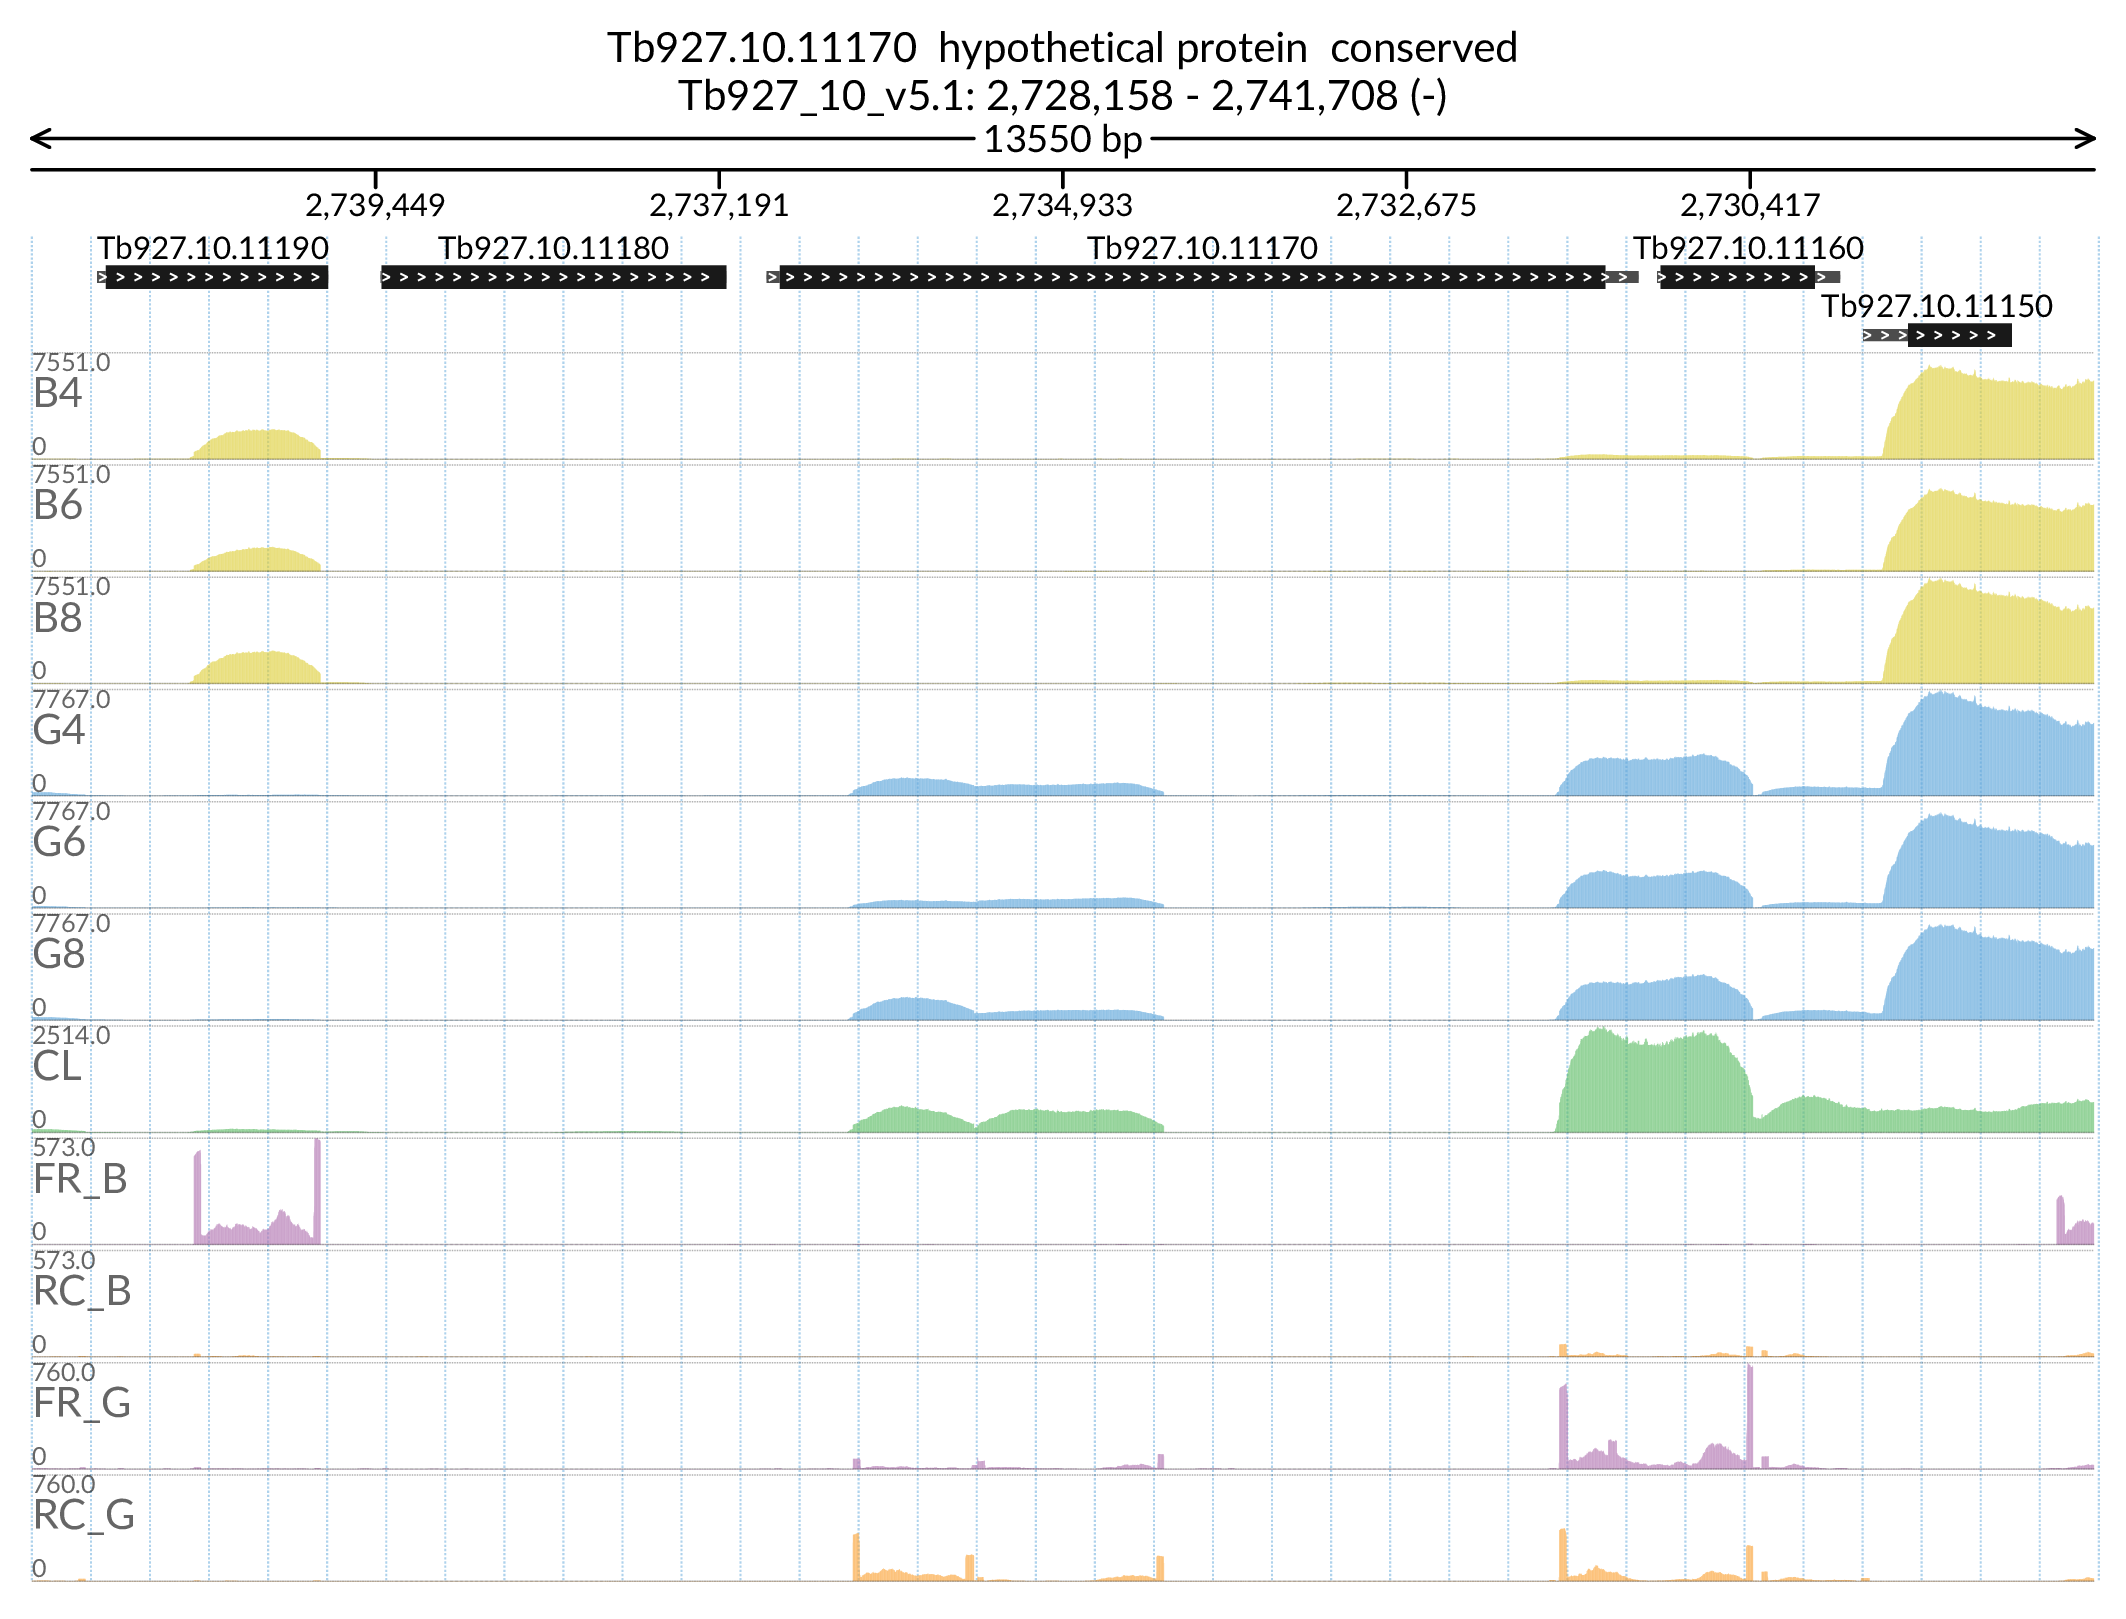 Tb927.10.11170  hypothetical protein  conserved
Tb927_10_v5.1: 2,728,158 - 2,741,708 (-)
13550 bp
2,739,449 2,737,191 2,734,933 2,732,675 2,730,417
Tb927.10.11190 Tb927.10.11180 Tb927.10.11170 Tb927.10.11160
Tb927.10.11150
7551.0
B4
0
7551.0
B6
0
7551.0
B8
0
7767.0
G4
0
7767.0
G6
0
7767.0
G8
0
2514.0
CL
0
573.0
FR_B
0
573.0
RC_B
0
760.0
FR_G
0
760.0
RC_G
0